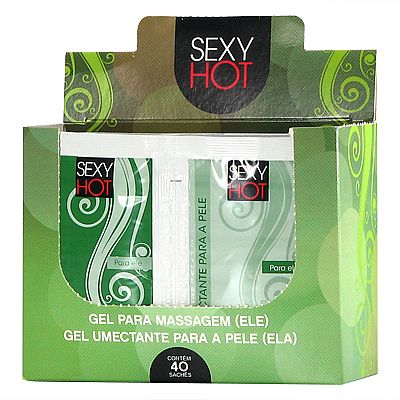 SEXY
HOT
SEXY
HOT
Para ele
SEXY
HOT
ECTANTE PARA A PELE
Para el
GEL PARA MASSAGEM (ELE)
GEL UMECTANTE PARA A PELE (ELA)
CONTÉM
40
SACHÊS